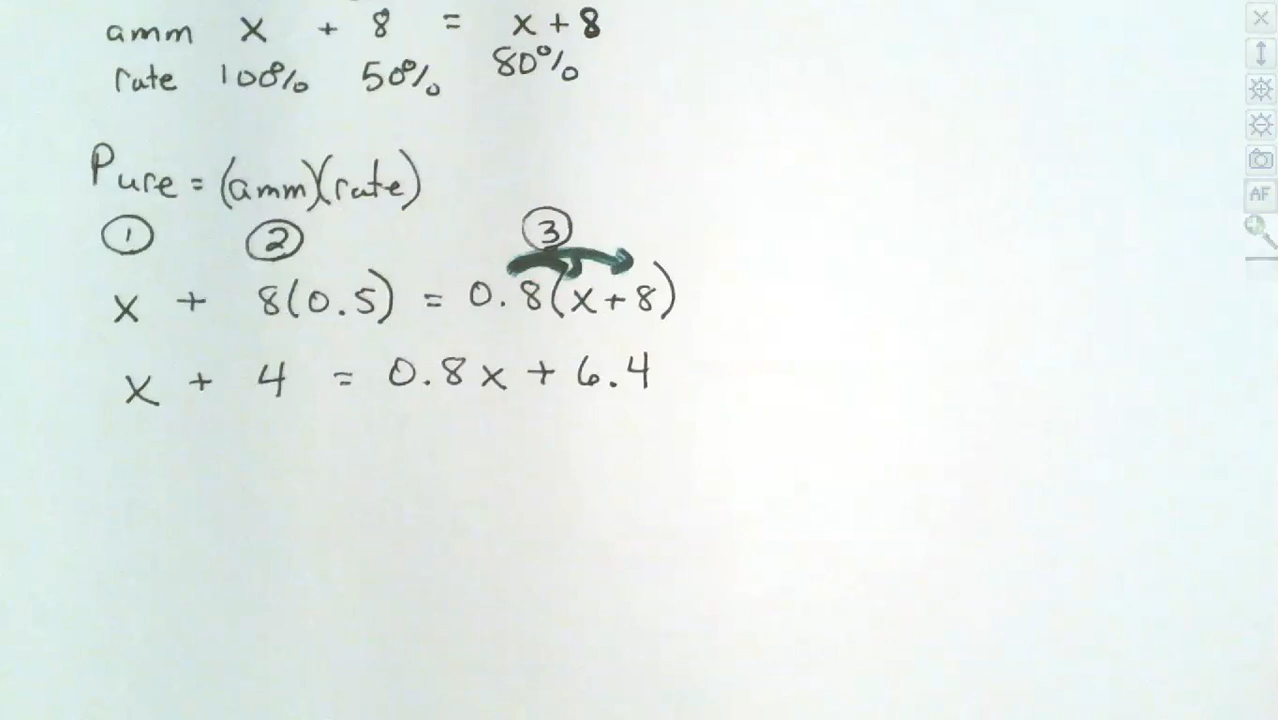 amm x + 8 = x + 8
rate 100% 50% 80%
Pure = (amm)(rate)
① ② ③
x + 8(0.5) = 0.8(x+8)
x + 4 = 0.8x + 6.4
AF